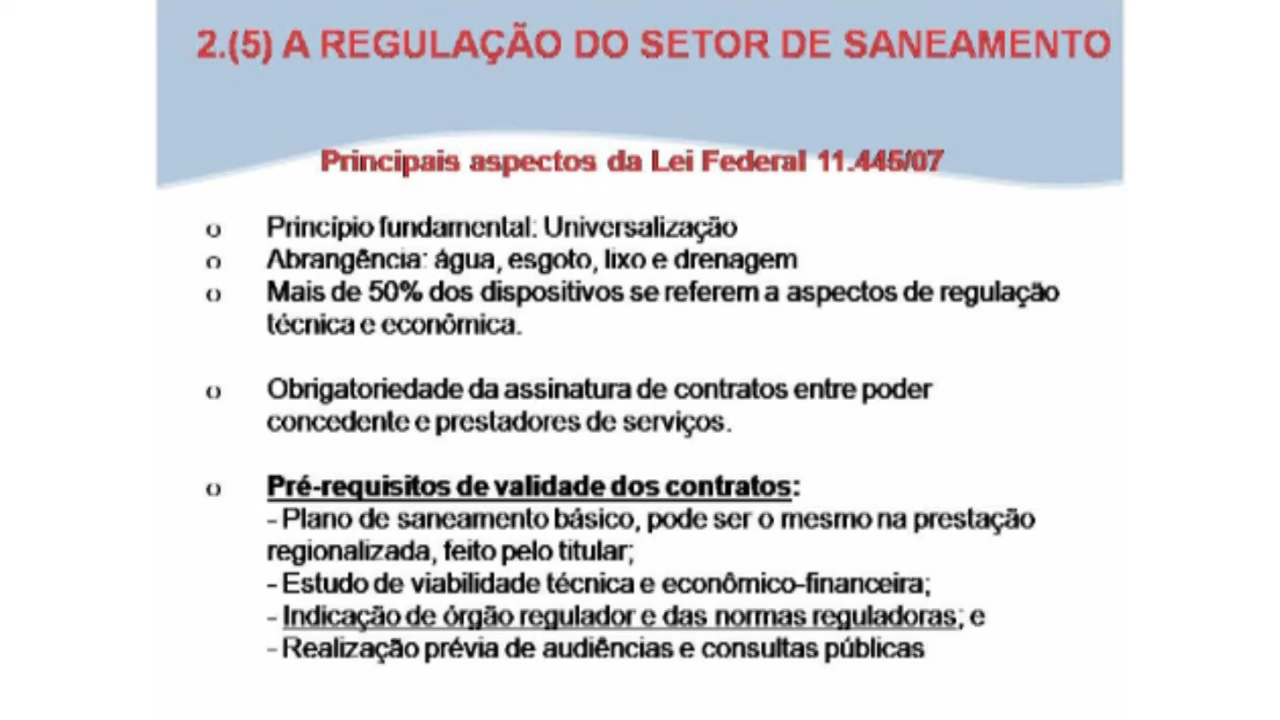 2.(5) A REGULAÇÃO DO SETOR DE SANEAMENTO
Principais aspectos da Lei Federal 11.445/07
o Princípio fundamental: Universalização
o Abrangência: água, esgoto, lixo e drenagem
o Mais de 50% dos dispositivos se referem a aspectos de regulação
técnica e econômica.
o Obrigatoriedade da assinatura de contratos entre poder
concedente e prestadores de serviços.
o Pré-requisitos de validade dos contratos:
- Plano de saneamento básico, pode ser o mesmo na prestação
regionalizada, feito pelo titular;
- Estudo de viabilidade técnica e econômico-financeira;
- Indicação de órgão regulador e das normas reguladoras; e
- Realização prévia de audiências e consultas públicas